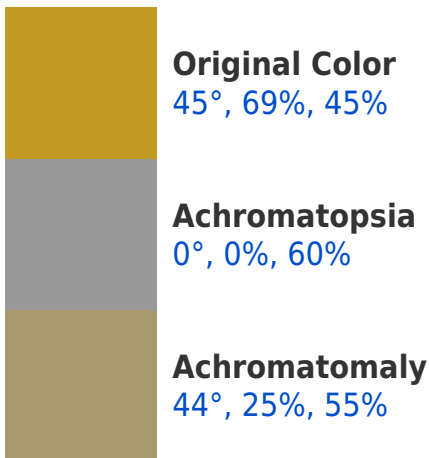 Original Color
45°, 69%, 45%
Achromatopsia
0°, 0%, 60%
Achromatomaly
44°, 25%, 55%